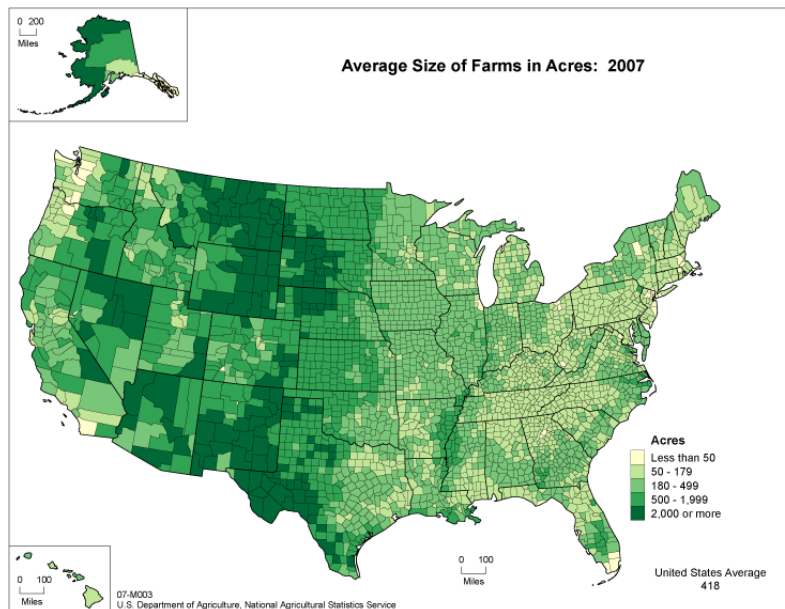 0 200
Miles
Average Size of Farms in Acres: 2007
Acres
Less than 50
50 - 179
180 - 499
500 - 1,999
2,000 or more
0 100
Miles
0 100
Miles
United States Average
418
07-M003
U.S. Department of Agriculture, National Agricultural Statistics Service